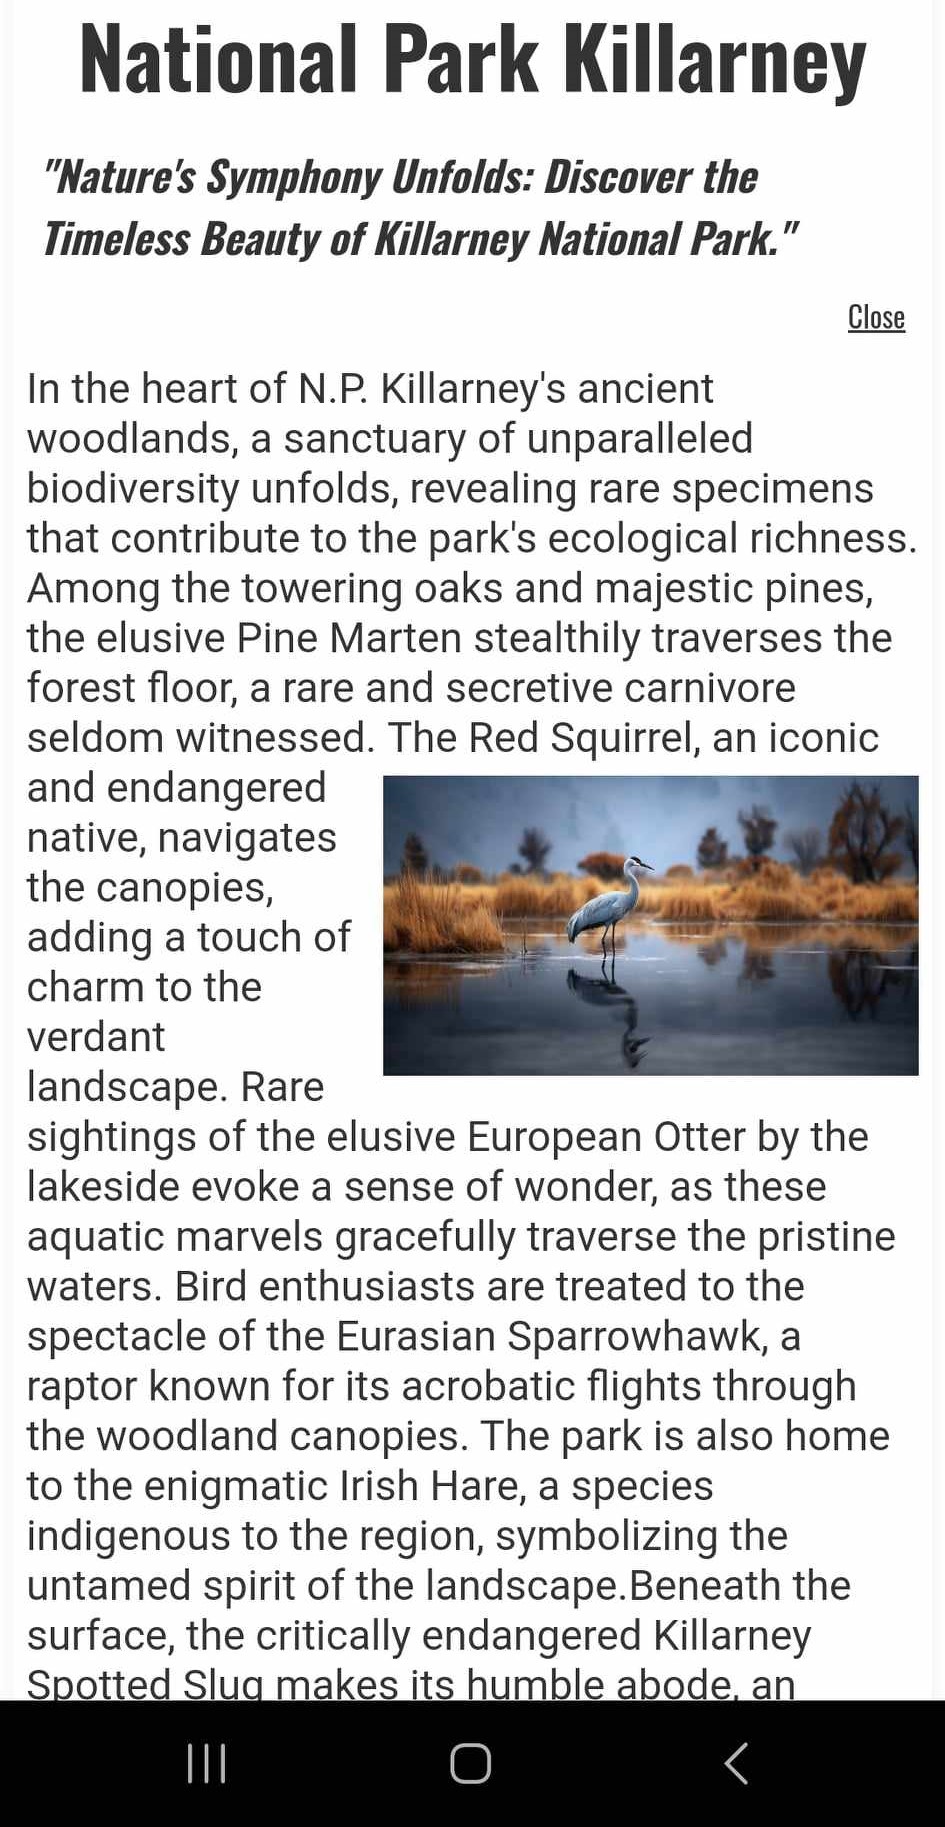 National Park Killarney
"Nature's Symphony Unfolds: Discover the
Timeless Beauty of Killarney National Park."
Close
In the heart of N.P. Killarney's ancient
woodlands, a sanctuary of unparalleled
biodiversity unfolds, revealing rare specimens
that contribute to the park's ecological richness.
Among the towering oaks and majestic pines,
the elusive Pine Marten stealthily traverses the
forest floor, a rare and secretive carnivore
seldom witnessed. The Red Squirrel, an iconic
and endangered
native, navigates
the canopies,
adding a touch of
charm to the
verdant
landscape. Rare
sightings of the elusive European Otter by the
lakeside evoke a sense of wonder, as these
aquatic marvels gracefully traverse the pristine
waters. Bird enthusiasts are treated to the
spectacle of the Eurasian Sparrowhawk, a
raptor known for its acrobatic flights through
the woodland canopies. The park is also home
to the enigmatic Irish Hare, a species
indigenous to the region, symbolizing the
untamed spirit of the landscape.Beneath the
surface, the critically endangered Killarney
Spotted Slug makes its humble abode, an